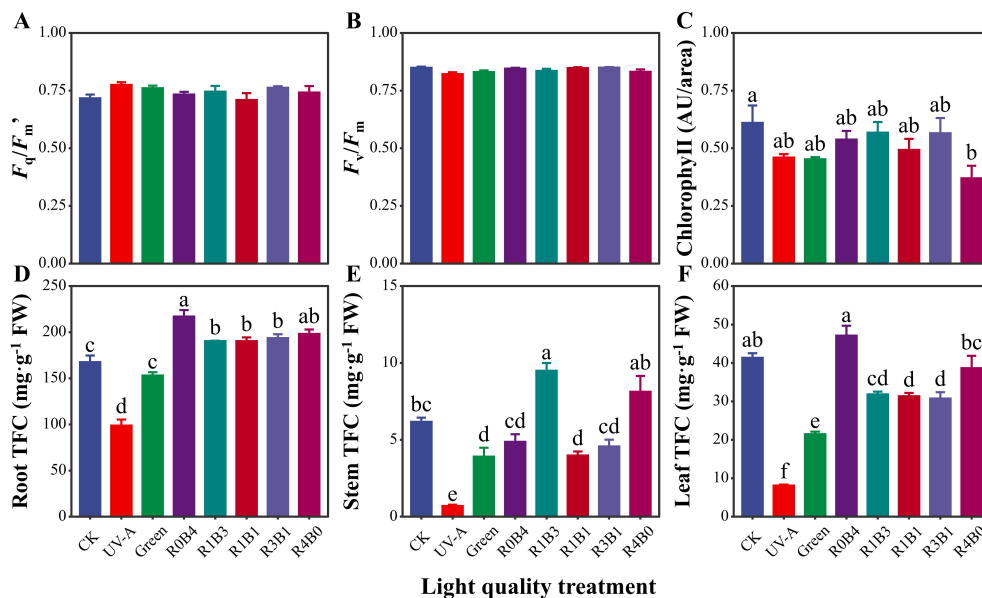 A
B
C
1.00
0.75
0.50
0.25
0.00
Fq/Fm'
1.00
0.75
0.50
0.25
0.00
Fv/Fm
1.00
0.75
0.50
0.25
0.00
ChlorophyII (AU/area)
a
ab
ab
ab
ab
ab
ab
b
D
E
F
250
200
150
100
50
0
Root TFC (mg·g-1 FW)
c
d
c
a
b
b
b
ab
15
10
5
0
Stem TFC (mg·g-1 FW)
bc
e
d
cd
a
d
cd
ab
60
50
40
30
20
10
0
Leaf TFC (mg·g-1 FW)
ab
f
e
a
cd
d
d
bc
CK
UV-A
Green
R0B4
R1B3
R1B1
R3B1
R4B0
CK
UV-A
Green
R0B4
R1B3
R1B1
R3B1
R4B0
CK
UV-A
Green
R0B4
R1B3
R1B1
R3B1
R4B0
Light quality treatment